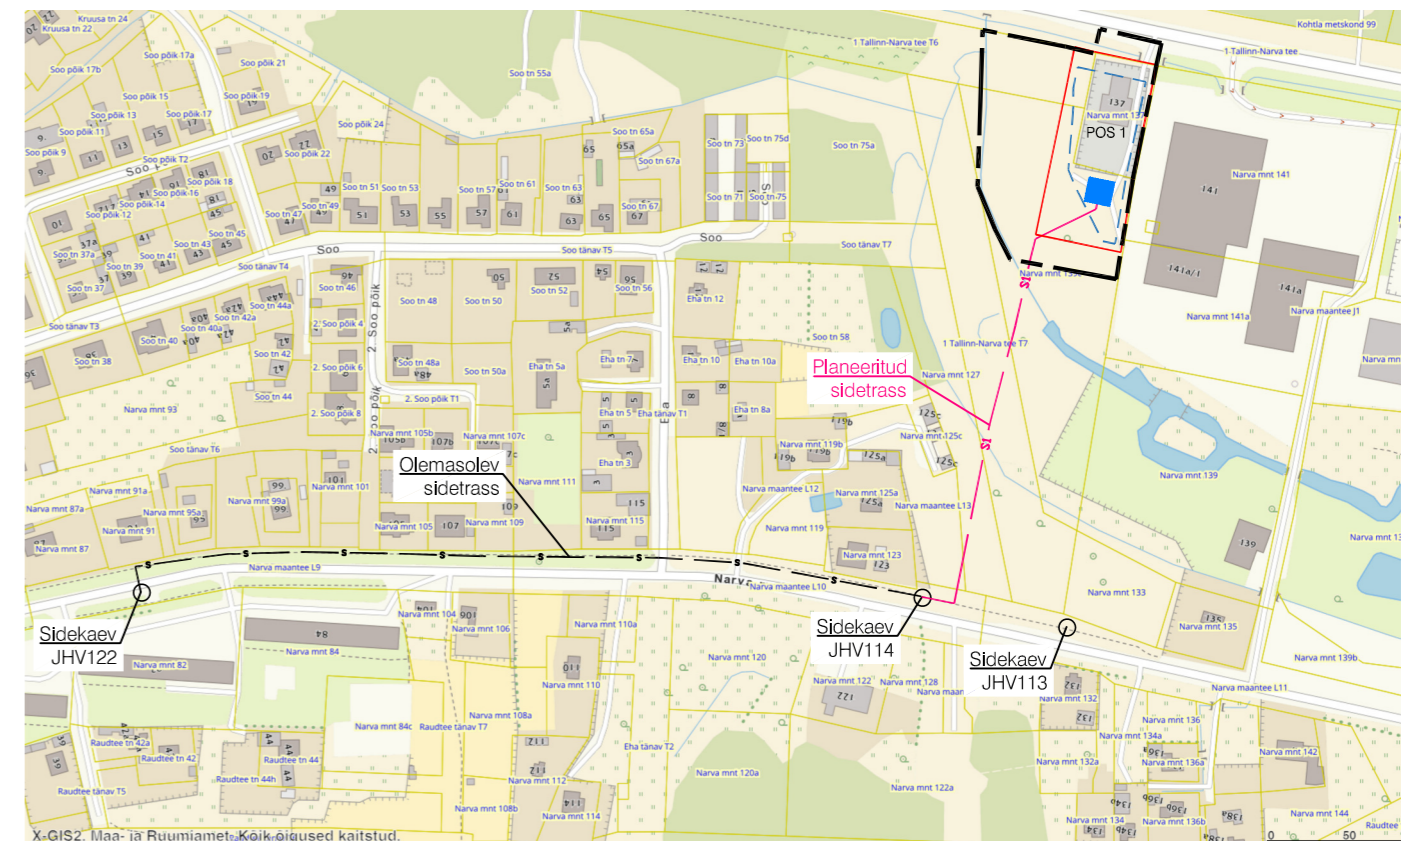 Kruusa tn 24
Kruusa tn 22
Soo põik 17a
Soo põik 17b
Soo põik 21
Soo põik 15
Soo põik 19
Soo põik 13
Soo põik 17
Soo põik 11
Soo põik 9
Soo põik 24
Soo põik T2
Soo põik 22
Soo põik 18
Soo põik 16
Soo põik 14
Soo põik 12
Soo tn 55a
1 Tallinn-Narva tee T6
Kohtla metskond 99
1 Tallinn-Narva tee
137
Narva mnt 137
POS 1
141
Narva mnt 141
141a/1
141a
Narva mnt 141a
Narva maantee J1
Soo tn 65a
Soo tn 67a
Soo tn 73
Soo tn 75d
Soo tn 75a
Soo tn 51
Soo tn 53
Soo tn 57
Soo tn 61
Soo tn 63
Soo tn 67
Soo tn 71
Soo tn 75
Soo tn 49
Soo tn 47
Soo tn 45
Soo tn 43
Soo tn 41
Soo tn 39
Soo tn 37a
Soo tn 37
Soo tänav T4
Soo
Soo tänav T5
Soo
Soo tänav T7
Soo tänav T3
Soo tn 46
Soo tn 48
Soo tn 50
Soo tn 52
Soo tn 56
Eha tn 12
Soo tn 44a
Soo tn 42a
Soo tn 40a
Soo tn 40
Soo tn 38
Soo tn 42
Soo tn 44
2. Soo põik 4
2. Soo põik 6
2. Soo põik 8
2. Soo põik
2. Soo põik T1
Soo tn 48a
Soo tn 50a
Eha tn 5a
Eha tn 7
Eha tn 10
Eha tn 10a
Soo tn 58
1 Tallinn-Narva tee T7
Planeeritud
sidetrass
S1
S1
Narva mnt 127
Eha tn 5
Eha tänav T1
Eha tn 8a
Eha tn 3
Narva mnt 93
Soo tänav T6
Narva mnt 105b
Narva mnt 107c
Narva mnt 119b
Narva mnt 125c
Olemasolev
sidetrass
Narva mnt 101
Narva mnt 111
Narva mnt 91a
Narva mnt 87a
Narva mnt 95a
Narva mnt 99a
Narva mnt 91
Narva mnt 87
Narva mnt 105
Narva mnt 109
Narva mnt 115
Narva maantee L12
Narva mnt 125a
Narva maantee L13
Narva mnt 119
Narva mnt 123
Narva mnt 139
Narva mnt 133
Narva mnt 135
Narva maantee L9
Narva maantee L10
Sidekaev
JHV122
Sidekaev
JHV114
Sidekaev
JHV113
Narva mnt 104
Narva mnt 106
Narva mnt 110a
Narva mnt 82
Narva mnt 84
Narva mnt 110
Narva mnt 120
Narva mnt 122
Narva mnt 128
Narva mnt 132
Narva mnt 139b
Narva maantee L11
Narva mnt 84c
Raudtee tänav T7
Narva mnt 108a
Eha tänav T2
Narva mnt 136
Narva mnt 134a
Narva mnt 132a
Narva mnt 136a
Narva mnt 142
Raudtee tn 42a
Raudtee tn 42
Raudtee tn 44
Raudtee tn 44h
Raudtee tänav T5
Narva mnt 112
Narva mnt 120a
Narva mnt 122a
Narva mnt 108b
Narva mnt 114
Narva mnt 134
Narva mnt 136b
Narva mnt 144
Raudtee
X-GIS2. Maa- ja Ruumiamet. Kõik õigused kaitstud.
0 50